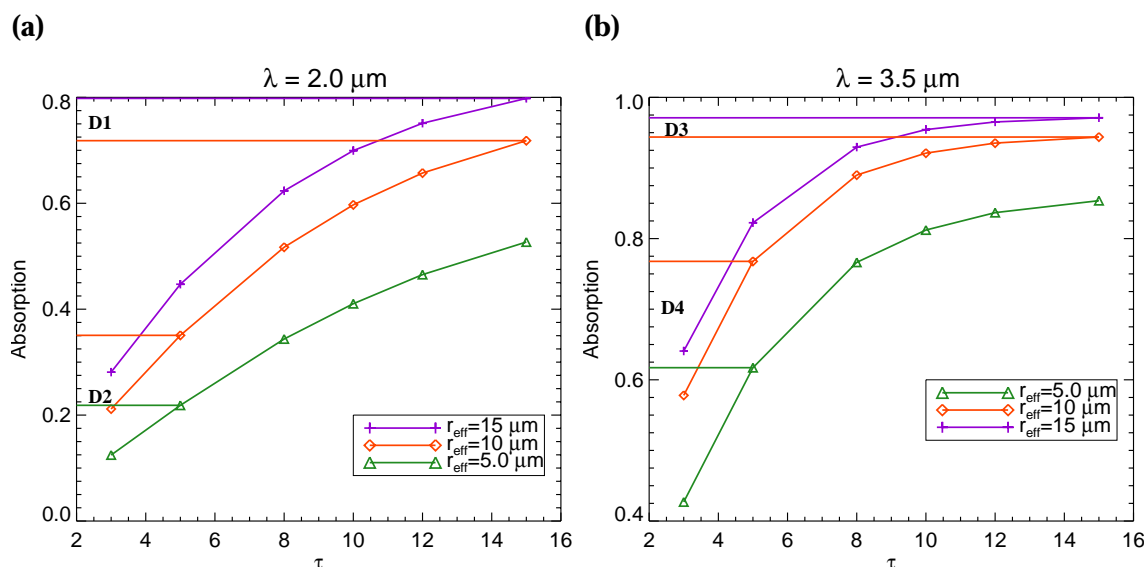 (a)
λ = 2.0 μm
0.8
0.6
0.4
0.2
0.0
Absorption
D1
D2
r_eff=15 μm
r_eff=10 μm
r_eff=5.0 μm
2 4 6 8 10 12 14 16
τ
(b)
λ = 3.5 μm
1.0
0.8
0.6
0.4
Absorption
D3
D4
r_eff=5.0 μm
r_eff=10 μm
r_eff=15 μm
2 4 6 8 10 12 14 16
τ